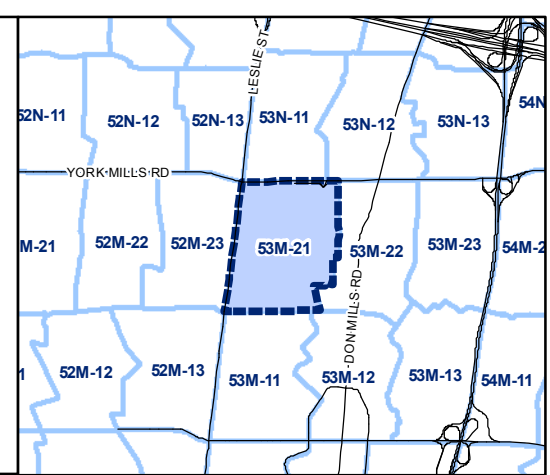 LESLIE ST
52N-11
52N-12
52N-13
53N-11
53N-12
53N-13
54N
YORK MILLS RD
M-21
52M-22
52M-23
53M-21
53M-22
53M-23
54M-2
DON MILLS RD
1
52M-12
52M-13
53M-11
53M-12
53M-13
54M-11